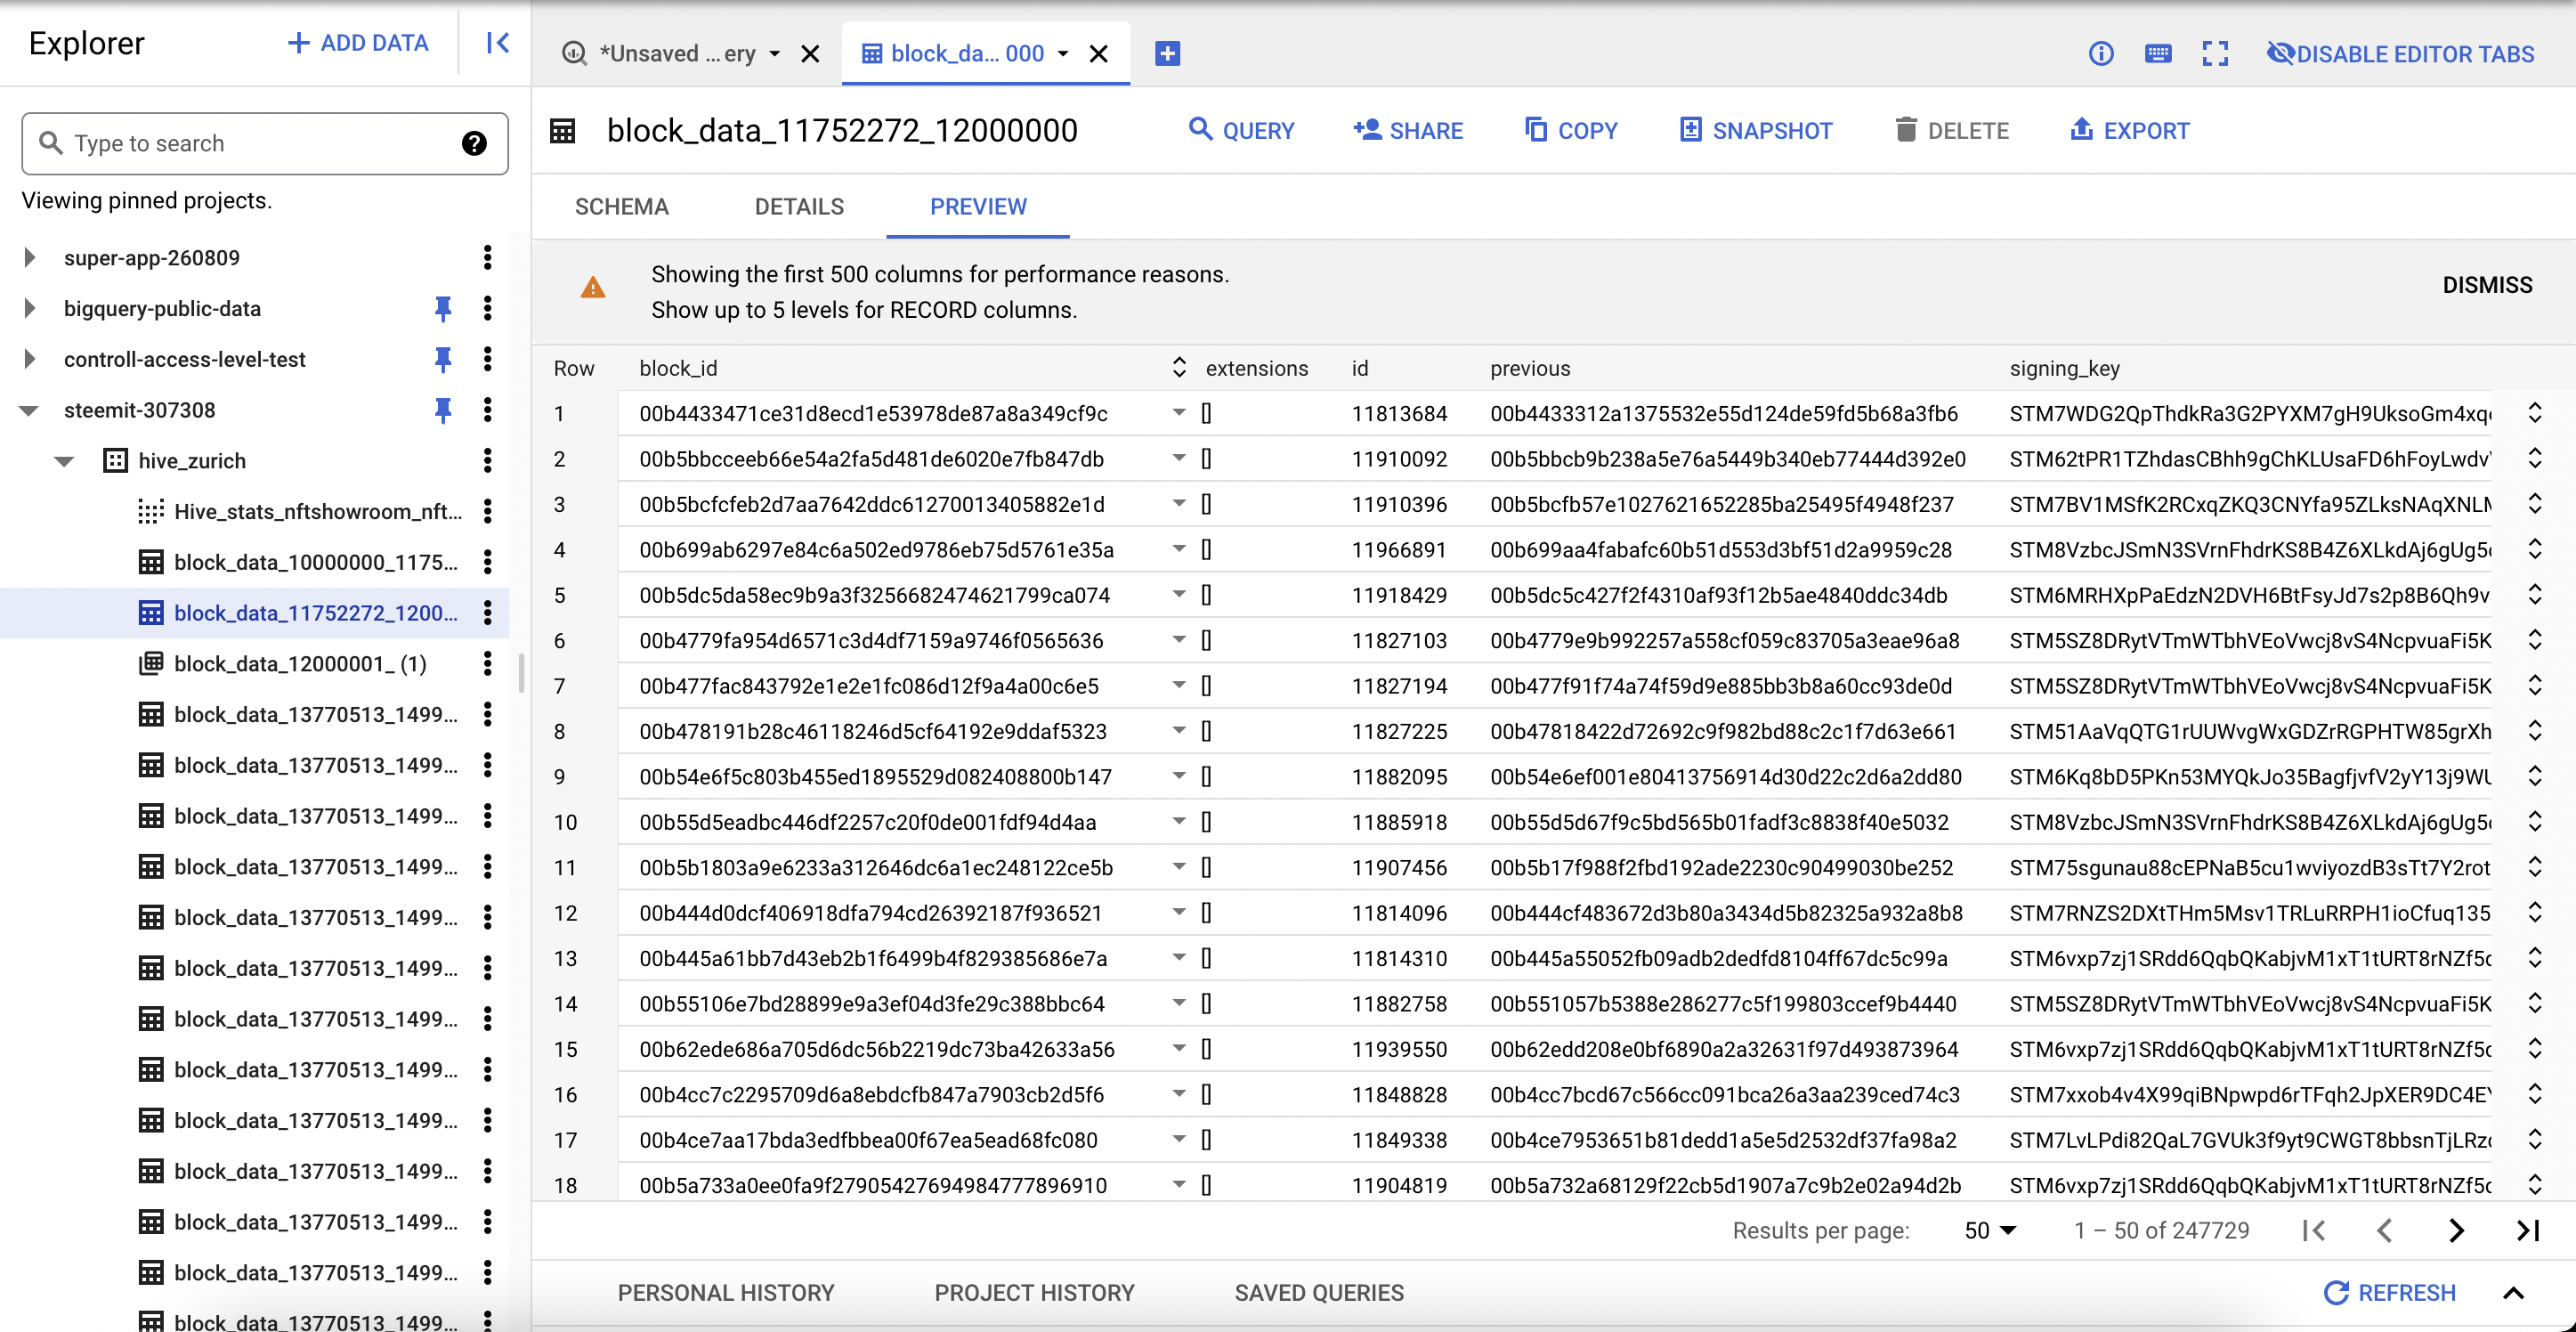 Explorer
ADD DATA
*Unsaved ... ery
block_da... 000
DISABLE EDITOR TABS
Type to search
block_data_11752272_12000000
QUERY
SHARE
COPY
SNAPSHOT
DELETE
EXPORT
Viewing pinned projects.
SCHEMA
DETAILS
PREVIEW
super-app-260809
bigquery-public-data
controll-access-level-test
steemit-307308
hive_zurich
Hive_stats_nftshowroom_nft...
block_data_10000000_1175...
block_data_11752272_1200...
block_data_12000001_ (1)
block_data_13770513_1499...
block_data_13770513_1499...
block_data_13770513_1499...
block_data_13770513_1499...
block_data_13770513_1499...
block_data_13770513_1499...
block_data_13770513_1499...
block_data_13770513_1499...
block_data_13770513_1499...
block_data_13770513_1499...
block_data_13770513_1499...
block_data_13770513_1499...
block_data_13770513_1499...
Showing the first 500 columns for performance reasons.
Show up to 5 levels for RECORD columns.
DISMISS
Row block_id extensions id previous signing_key
1 00b4433471ce31d8ecd1e53978de87a8a349cf9c [] 11813684 00b4433312a1375532e55d124de59fd5b68a3fb6 STM7WDG2QpThdkRa3G2PYXM7gH9UksoGm4xq
2 00b5bbcceeb66e54a2fa5d481de6020e7fb847db [] 11910092 00b5bbcb9b238a5e76a5449b340eb77444d392e0 STM62tPR1TZhdasCBhh9gChKLUsaFD6hFoyLwdv
3 00b5bcfcfeb2d7aa7642ddc61270013405882e1d [] 11910396 00b5bcfb57e1027621652285ba25495f4948f237 STM7BV1MSfK2RCxqZKQ3CNYfa95ZLksNAqXNL
4 00b699ab6297e84c6a502ed9786eb75d5761e35a [] 11966891 00b699aa4fabafc60b51d553d3bf51d2a9959c28 STM8VzbcJSmN3SVrnFhdrKS8B4Z6XLkdAj6gUg5
5 00b5dc5da58ec9b9a3f3256682474621799ca074 [] 11918429 00b5dc5c427f2f4310af93f12b5ae4840ddc34db STM6MRHXpPaEdzN2DVH6BtFsyJd7s2p8B6Qh9v
6 00b4779fa954d6571c3d4df7159a9746f0565636 [] 11827103 00b4779e9b992257a558cf059c83705a3eae96a8 STM5SZ8DRytVTmWTbhVEoVwcj8vS4NcpvuaFi5K
7 00b477fac843792e1e2e1fc086d12f9a4a00c6e5 [] 11827194 00b477f91f74a74f59d9e885bb3b8a60cc93de0d STM5SZ8DRytVTmWTbhVEoVwcj8vS4NcpvuaFi5K
8 00b478191b28c46118246d5cf64192e9ddaf5323 [] 11827225 00b47818422d72692c9f982bd88c2c1f7d63e661 STM51AaVqQTG1rUUWvgWxGDZrRGPHTW85grXh
9 00b54e6f5c803b455ed1895529d082408800b147 [] 11882095 00b54e6ef001e80413756914d30d22c2d6a2dd80 STM6Kq8bD5PKn53MYQkJo35BagfjvfV2yY13j9W
10 00b55d5eadbc446df2257c20f0de001fdf94d4aa [] 11885918 00b55d5d67f9c5bd565b01fadf3c8838f40e5032 STM8VzbcJSmN3SVrnFhdrKS8B4Z6XLkdAj6gUg5
11 00b5b1803a9e6233a312646dc6a1ec248122ce5b [] 11907456 00b5b17f988f2fbd192ade2230c90499030be252 STM75sgunau88cEPNaB5cu1wviyozdB3sTt7Y2rot
12 00b444d0dcf406918dfa794cd26392187f936521 [] 11814096 00b444cf483672d3b80a3434d5b82325a932a8b8 STM7RNZS2DXtTHm5Msv1TRLuRRPH1ioCfuq135
13 00b445a61bb7d43eb2b1f6499b4f829385686e7a [] 11814310 00b445a55052fb09adb2dedfd8104ff67dc5c99a STM6vxp7zj1SRdd6QqbQKabjvM1xT1tURT8rNZf5
14 00b55106e7bd28899e9a3ef04d3fe29c388bbc64 [] 11882758 00b551057b5388e286277c5f199803ccef9b4440 STM5SZ8DRytVTmWTbhVEoVwcj8vS4NcpvuaFi5K
15 00b62ede686a705d6dc56b2219dc73ba42633a56 [] 11939550 00b62edd208e0bf6890a2a32631f97d493873964 STM6vxp7zj1SRdd6QqbQKabjvM1xT1tURT8rNZf5
16 00b4cc7c2295709d6a8ebdcfb847a7903cb2d5f6 [] 11848828 00b4cc7bcd67c566cc091bca26a3aa239ced74c3 STM7xxob4v4X99qiBNpwpd6rTFqh2JpXER9DC4E
17 00b4ce7aa17bda3edfbbea00f67ea5ead68fc080 [] 11849338 00b4ce7953651b81dedd1a5e5d2532df37fa98a2 STM7LvLPdi82QaL7GVUk3f9yt9CWGT8bbsnTjLRz
18 00b5a733a0ee0fa9f27905427694984777896910 [] 11904819 00b5a732a68129f22cb5d1907a7c9b2e02a94d2b STM6vxp7zj1SRdd6QqbQKabjvM1xT1tURT8rNZf5
Results per page: 50 1 – 50 of 247729
PERSONAL HISTORY
PROJECT HISTORY
SAVED QUERIES
REFRESH